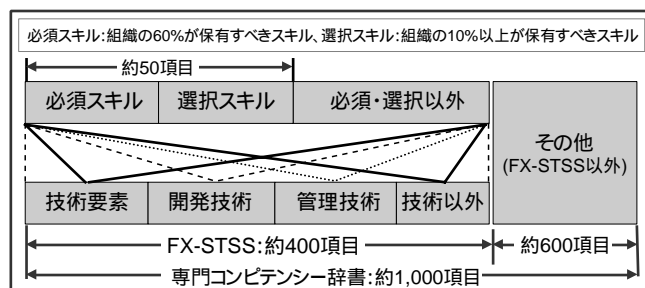 必須スキル:組織の60%が保有すべきスキル、選択スキル:組織の10%以上が保有すべきスキル
約50項目
必須スキル 選択スキル 必須・選択以外
その他
(FX-STSS以外)
技術要素 開発技術 管理技術 技術以外
FX-STSS:約400項目 約600項目
専門コンピテンシー辞書:約1,000項目